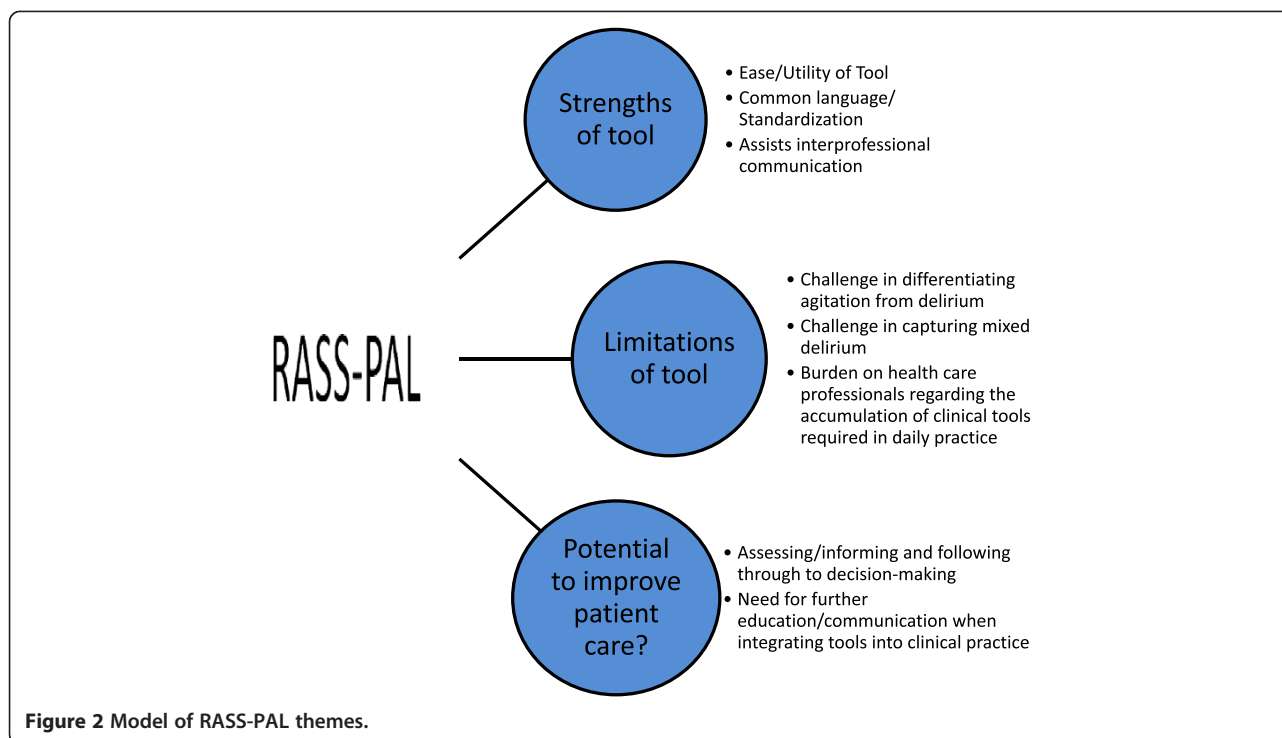 Strengths
of tool
• Ease/Utility of Tool
• Common language/
Standardization
• Assists interprofessional
communication
RASS-PAL
Limitations
of tool
• Challenge in differentiating
agitation from delirium
• Challenge in capturing mixed
delirium
• Burden on health care
professionals regarding the
accumulation of clinical tools
required in daily practice
Potential
to improve
patient
care?
• Assessing/informing and following
through to decision-making
• Need for further
education/communication when
integrating tools into clinical practice
Figure 2 Model of RASS-PAL themes.